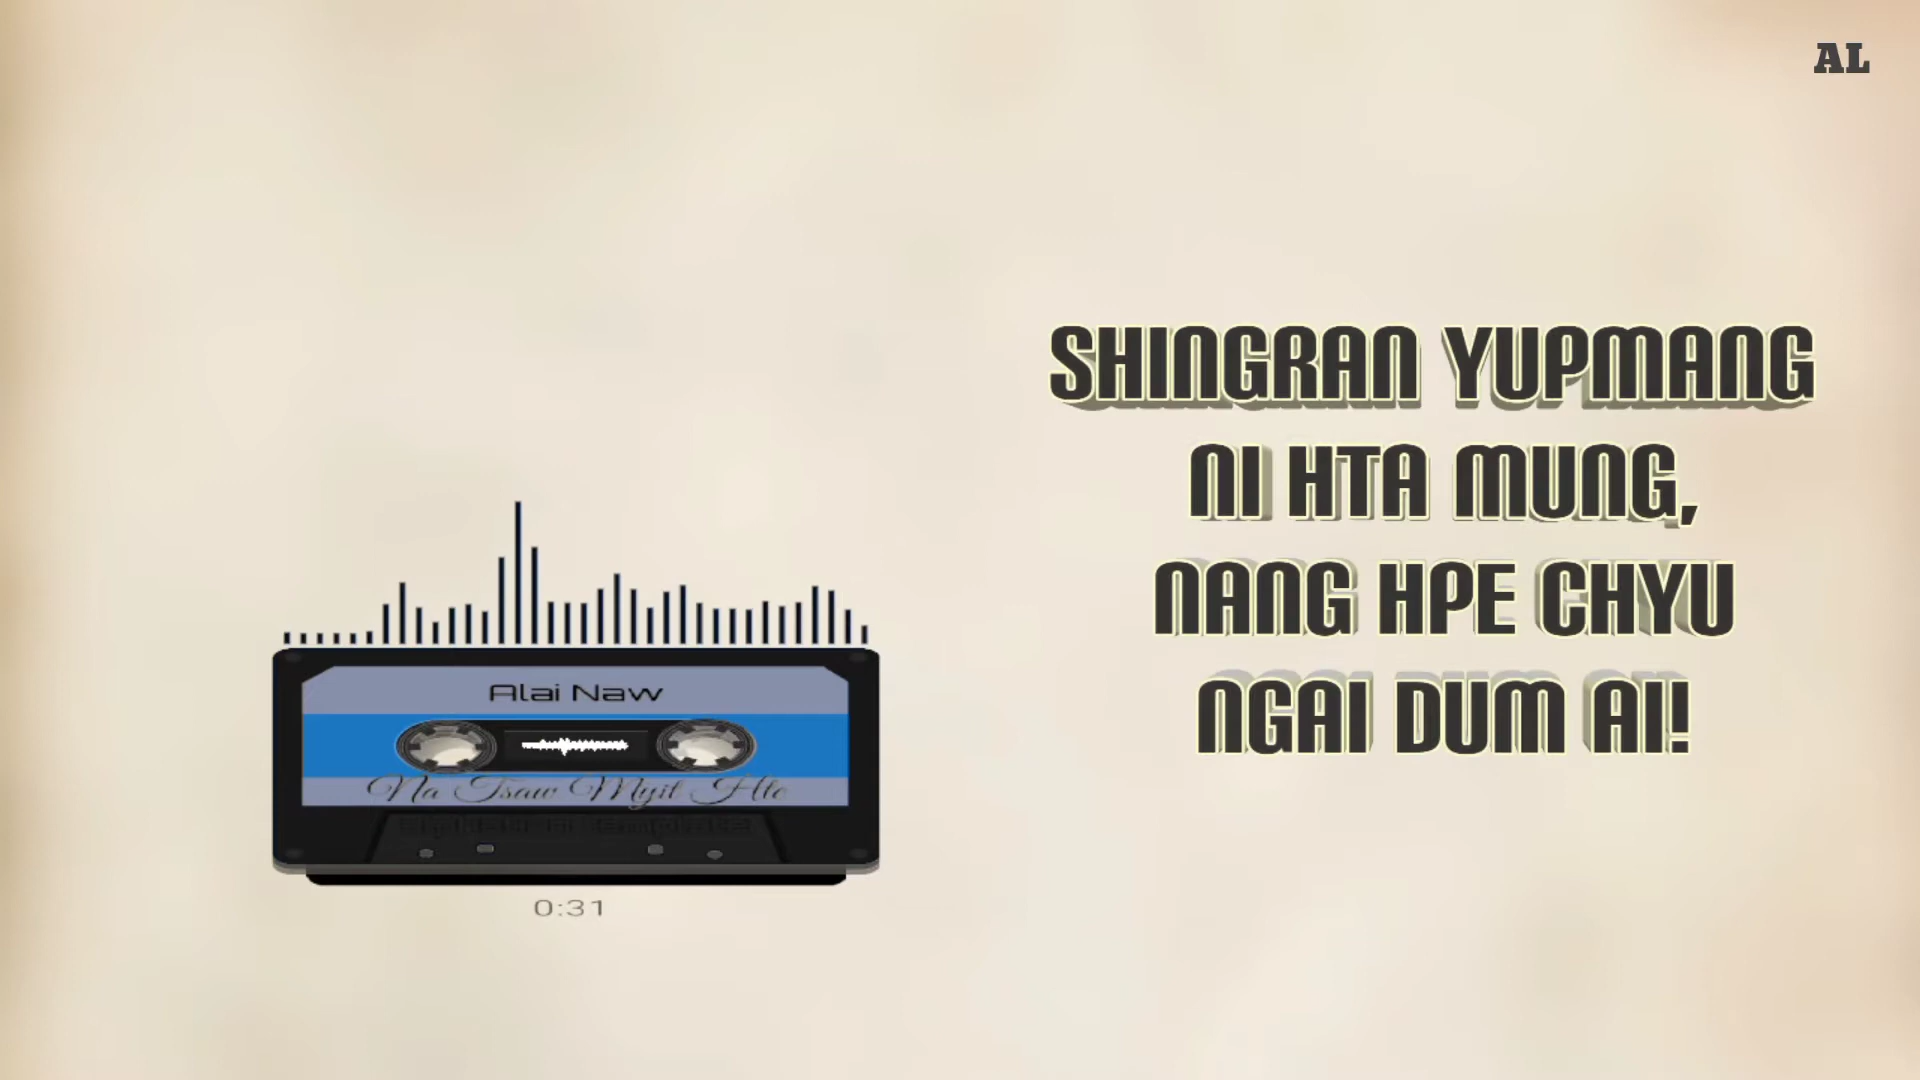 AL
SHINGRAN YUPMANG
NI HTA MUNG,
NANG HPE CHYU
NGAI DUM AI!
Alai Naw
Na Tsaw Myit Hte
0:31